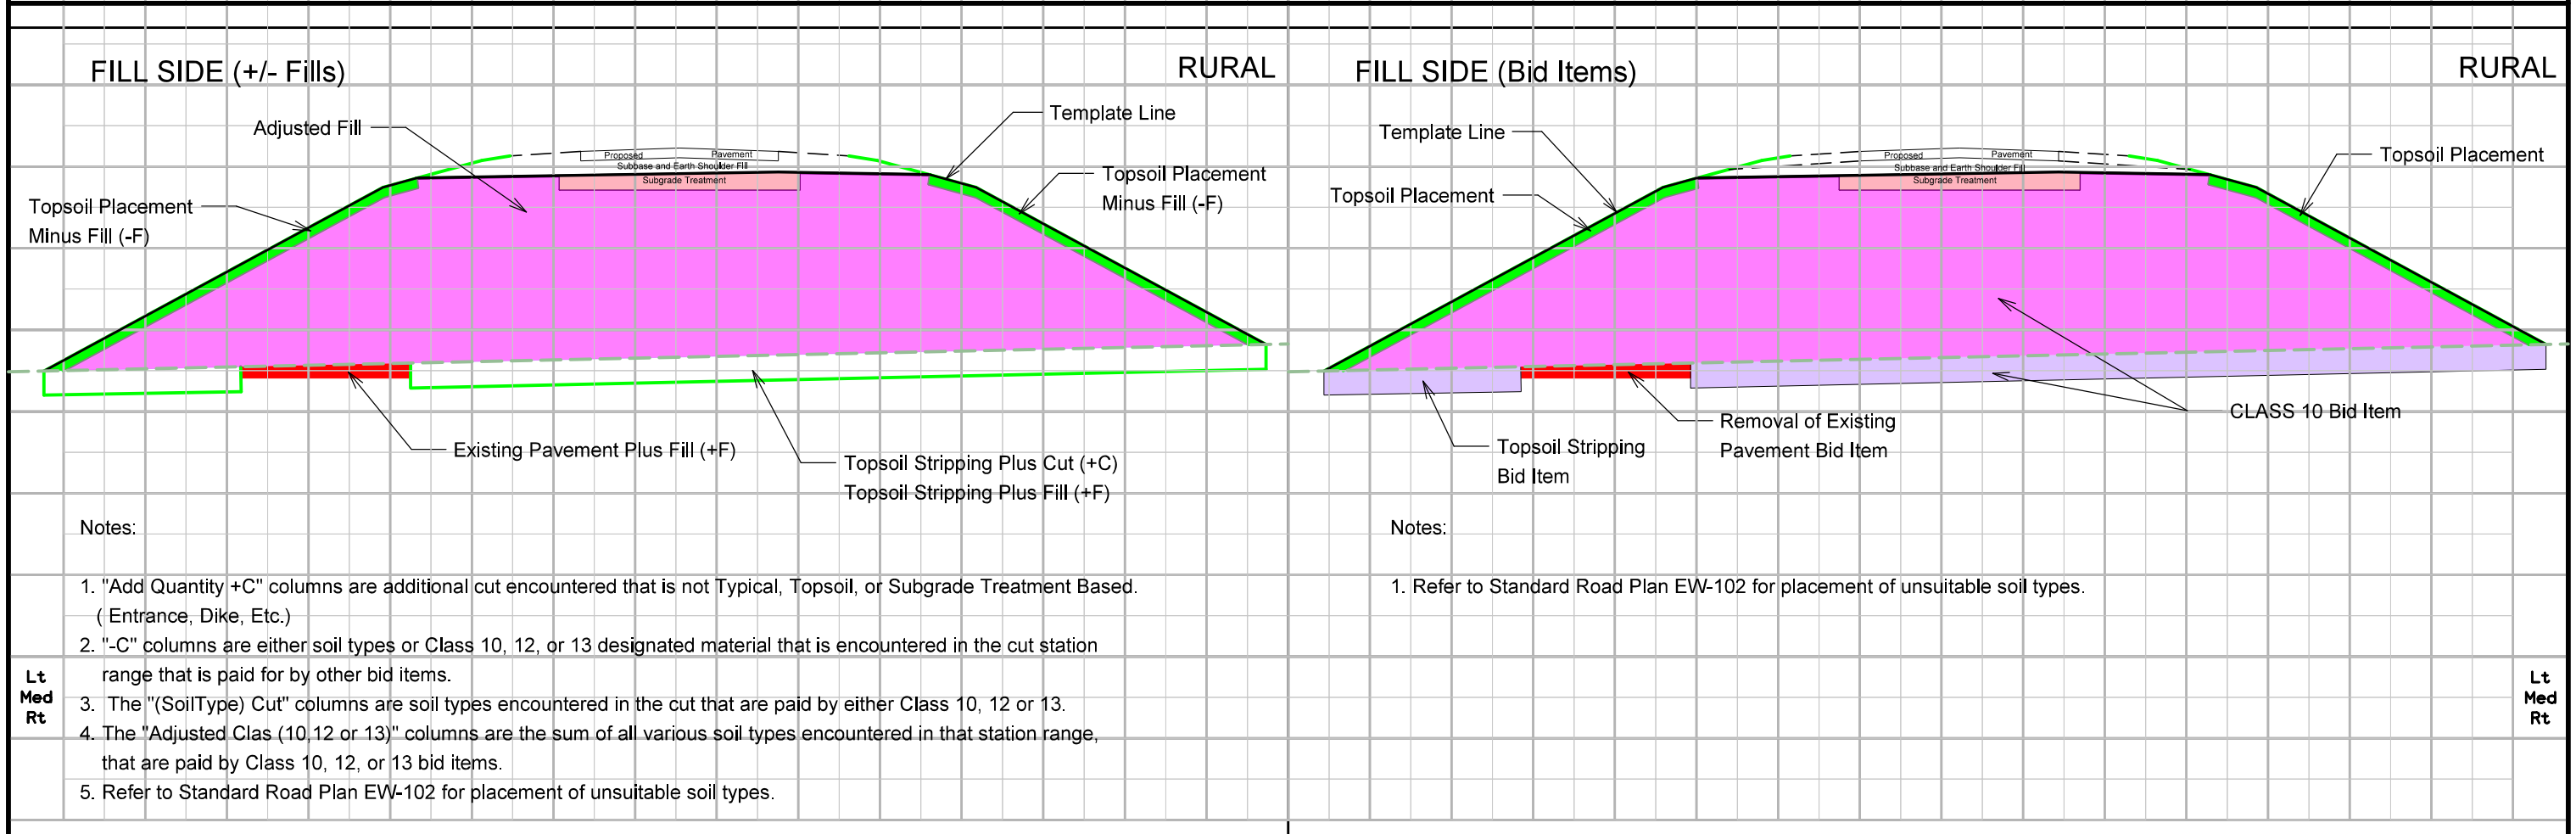 FILL SIDE (+/- Fills)
RURAL
Adjusted Fill
Template Line
Proposed Pavement
Subbase and Earth Shoulder Fill
Subgrade Treatment
Topsoil Placement
Minus Fill (-F)
Topsoil Placement
Minus Fill (-F)
Existing Pavement Plus Fill (+F)
Topsoil Stripping Plus Cut (+C)
Topsoil Stripping Plus Fill (+F)
Notes:
1. "Add Quantity +C" columns are additional cut encountered that is not Typical, Topsoil, or Subgrade Treatment Based.
( Entrance, Dike, Etc.)
2. "-C" columns are either soil types or Class 10, 12, or 13 designated material that is encountered in the cut station
range that is paid for by other bid items.
3. The "(SoilType) Cut" columns are soil types encountered in the cut that are paid by either Class 10, 12 or 13.
4. The "Adjusted Clas (10,12 or 13)" columns are the sum of all various soil types encountered in that station range,
that are paid by Class 10, 12, or 13 bid items.
5. Refer to Standard Road Plan EW-102 for placement of unsuitable soil types.
Lt
Med
Rt
FILL SIDE (Bid Items)
RURAL
Template Line
Topsoil Placement
Proposed Pavement
Subbase and Earth Shoulder Fill
Subgrade Treatment
Topsoil Placement
CLASS 10 Bid Item
Removal of Existing
Pavement Bid Item
Topsoil Stripping
Bid Item
Notes:
1. Refer to Standard Road Plan EW-102 for placement of unsuitable soil types.
Lt
Med
Rt